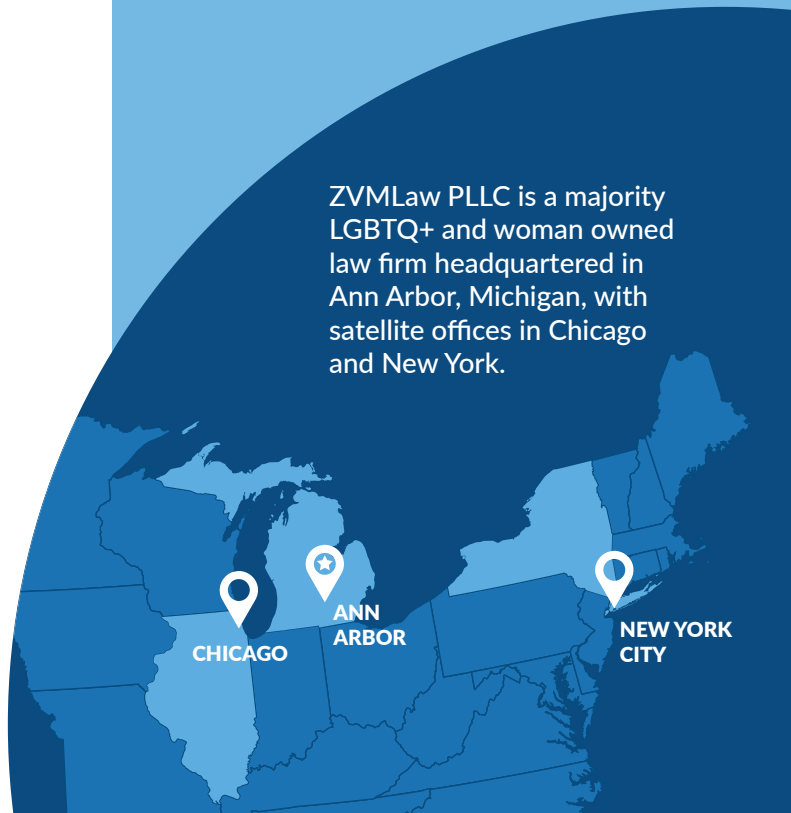 ZVMLaw PLLC is a majority
LGBTQ+ and woman owned
law firm headquartered in
Ann Arbor, Michigan, with
satellite offices in Chicago
and New York.
ANN
ARBOR
CHICAGO
NEW YORK
CITY